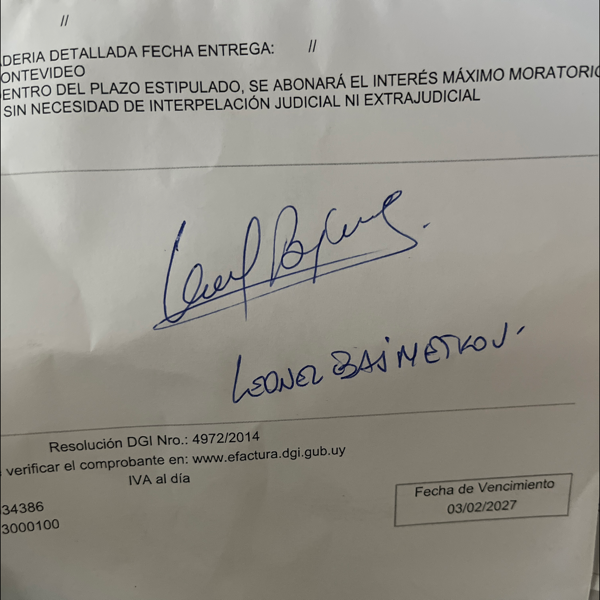 //
DERIA DETALLADA FECHA ENTREGA: //
ONTEVIDEO
ENTRO DEL PLAZO ESTIPULADO, SE ABONARÁ EL INTERÉS MÁXIMO MORATORIO
SIN NECESIDAD DE INTERPELACIÓN JUDICIAL NI EXTRAJUDICIAL
LEONEL
Resolución DGI Nro.: 4972/2014
verificar el comprobante en: www.efactura.dgi.gub.uy
IVA al día
34386
3000100
Fecha de Vencimiento
03/02/2027